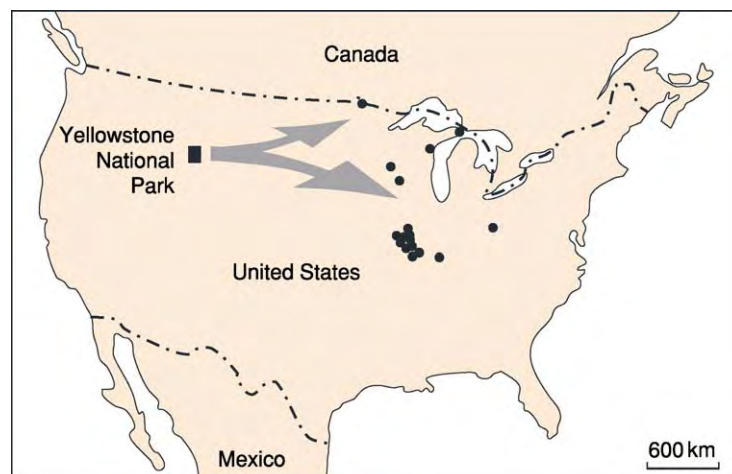 Canada
Yellowstone
National
Park
United States
Mexico
600 km